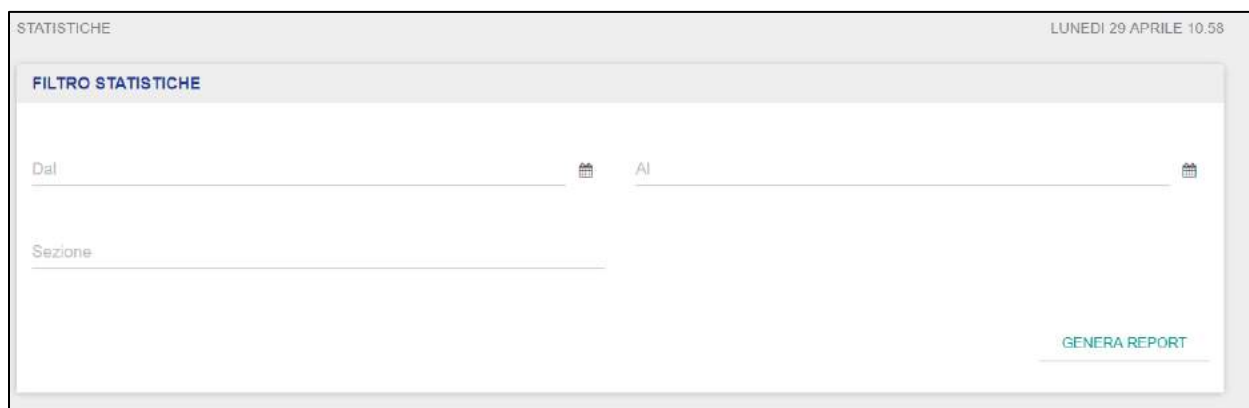 STATISTICHE LUNEDI 29 APRILE 10:58
FILTRO STATISTICHE
Dal Al
Sezione
GENERA REPORT